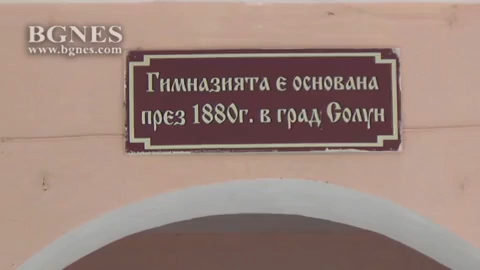 BGNES
www.bgnes.com
Гимназията е основана
през 1880г. в град Солун